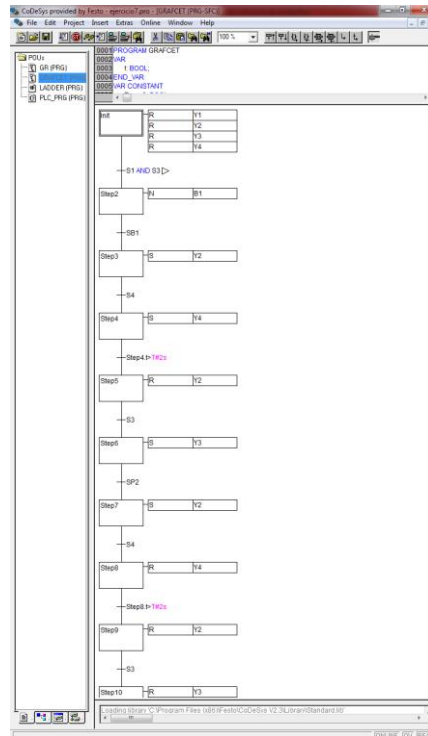 CoDeSys provided by Festo - ejercicio7.pro - [GRAFCET (PRG-SFC)]
File Edit Project Insert Extras Online Window Help
100 %
POUs
GR (PRG)
LADDER (PRG)
PLC_PRG (PRG)
0001 PROGRAM GRAFCET
0002 VAR
0003 t:BOOL;
0004 END_VAR
0005 VAR CONSTANT
Init R Y1
R Y2
R Y3
R Y4
S1 AND S3
Step2 N B1
SB1
Step3 S Y2
S4
Step4 S Y4
Step4.t>T#2s
Step5 R Y2
S3
Step6 S Y3
SP2
Step7 S Y2
S4
Step8 R Y4
Step8.t>T#2s
Step9 R Y2
S3
Step10 R Y3
Loading library 'C:\Program Files (x86)\Festo\CoDeSys V2.3\Library\Standard.lib'